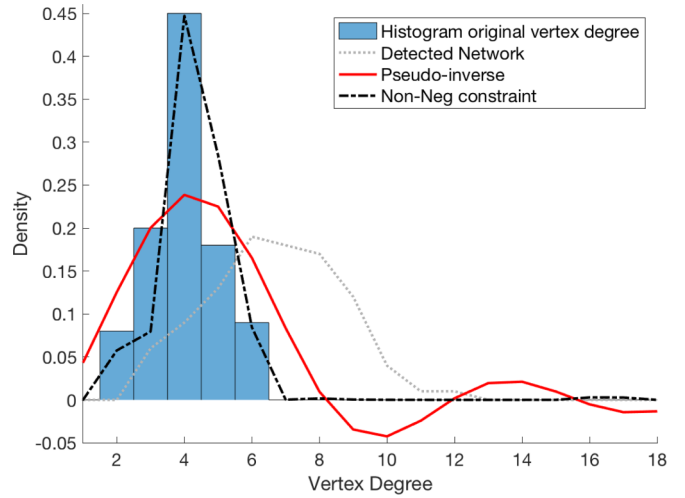 0.45
0.4
0.35
0.3
0.25
0.2
0.15
0.1
0.05
0
-0.05
Density
Histogram original vertex degree
Detected Network
Pseudo-inverse
Non-Neg constraint
2 4 6 8 10 12 14 16 18
Vertex Degree